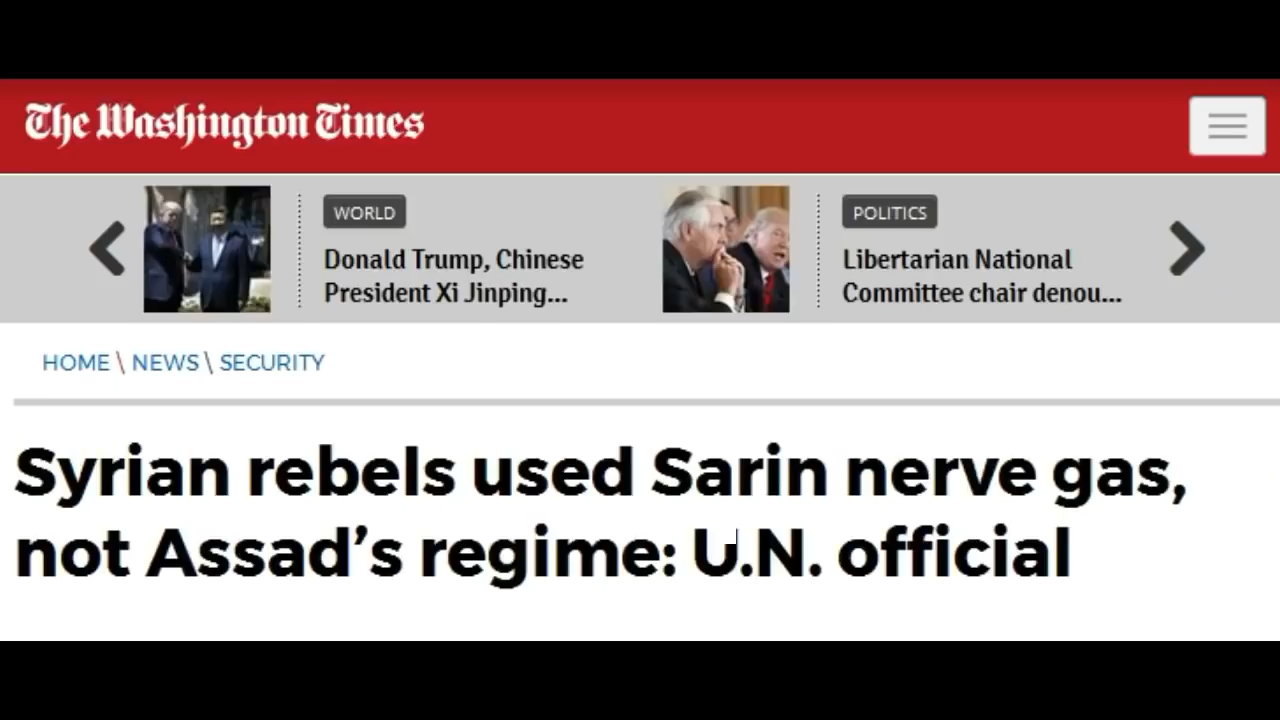 The Washington Times
WORLD
Donald Trump, Chinese
President Xi Jinping...
POLITICS
Libertarian National
Committee chair denou...
HOME \ NEWS \ SECURITY
Syrian rebels used Sarin nerve gas,
not Assad’s regime: U.N. official